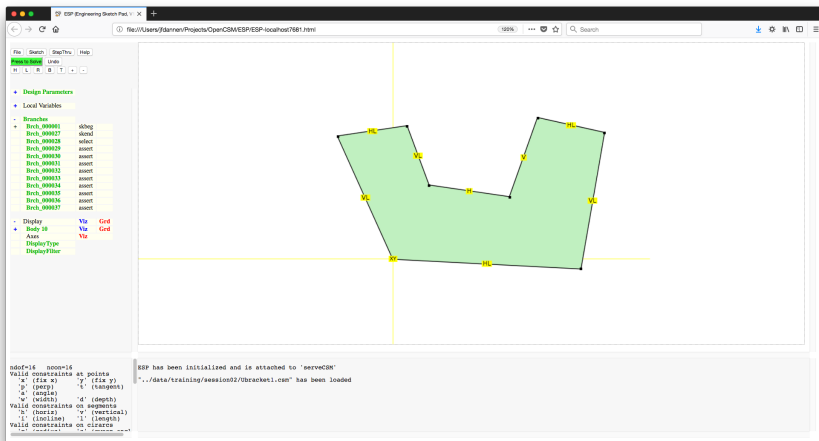 ESP (Engineering Sketch Pad, V
file:///Users/jfdannen/Projects/OpenCSM/ESP/ESP-localhost7681.html
120%
Search
File Sketch StepThru Help
Press to Solve Undo
H L R B T + -
+ Design Parameters
+ Local Variables
- Branches
+ Brch_000001 skbeg
Brch_000027 skend
Brch_000028 select
Brch_000029 assert
Brch_000030 assert
Brch_000031 assert
Brch_000032 assert
Brch_000033 assert
Brch_000034 assert
Brch_000035 assert
Brch_000036 assert
Brch_000037 assert
- Display Viz Grd
+ Body 10 Viz Grd
Axes Viz
DisplayType
DisplayFilter
HL
HL
VL
V
H
VL
VL
XY
HL
ndof=16 ncon=16
Valid constraints at points
'x' (fix x) 'y' (fix y)
'p' (perp) 't' (tangent)
'a' (angle)
'w' (width) 'd' (depth)
Valid constraints on segments
'h' (horiz) 'v' (vertical)
'i' (incline) 'l' (length)
Valid constraints on cirarcs
ESP has been initialized and is attached to 'serveCSM'
"../data/training/session02/Ubracket1.csm" has been loaded